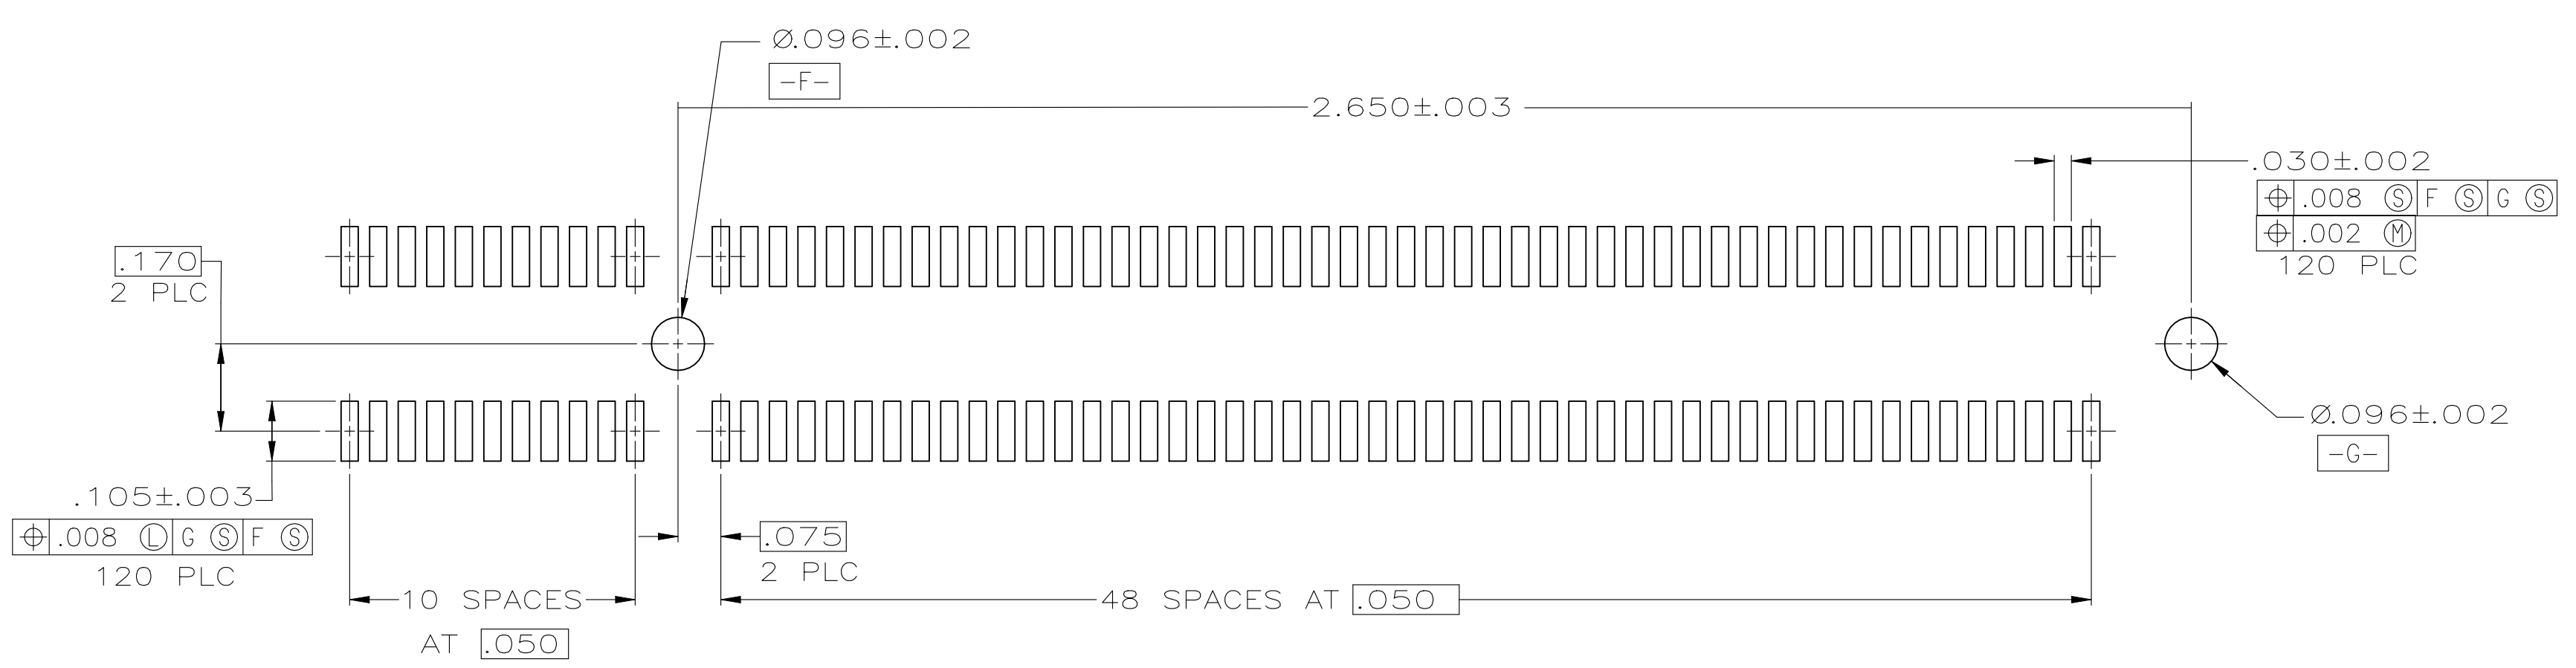 Ø.096±.002
-F-
2.650±.003
.030±.002
⌖ .008 Ⓢ F Ⓢ G Ⓢ
⌖ .002 Ⓜ
120 PLC
.170
2 PLC
Ø.096±.002
-G-
.105±.003
⌖ .008 Ⓛ G Ⓢ F Ⓢ
120 PLC
.075
2 PLC
10 SPACES
AT .050
48 SPACES AT .050